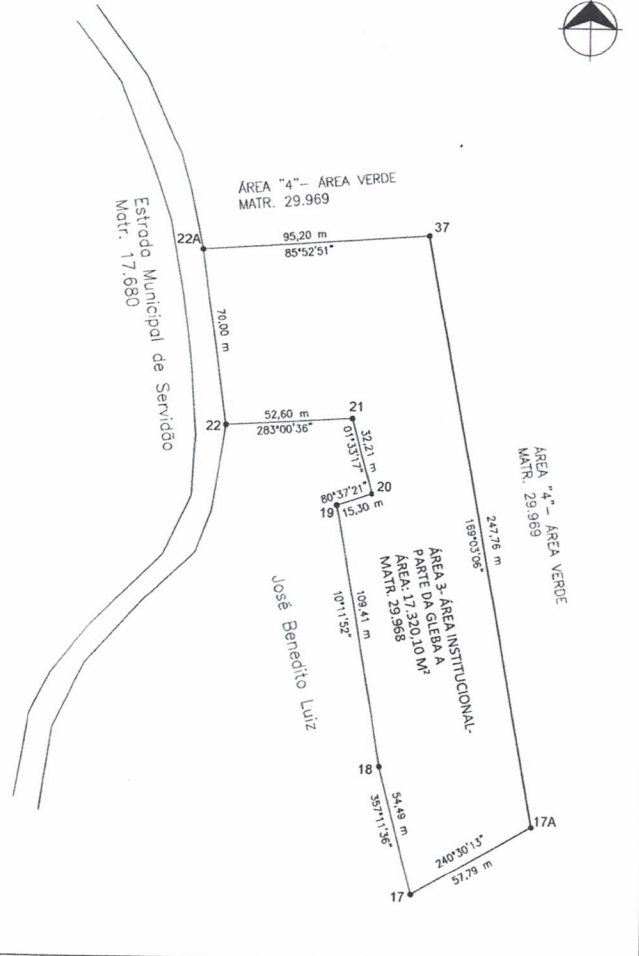 ÁREA "4"- ÁREA VERDE
MATR. 29.969
22A
95,20 m
85°52'51"
37
Estrada Municipal de Servidão
Matr. 17.680
70,00 m
22
52,60 m
283°00'36"
21
32,21 m
01°33'17"
20
80°37'21"
15,30 E
19
ÁREA "4"- ÁREA VERDE
MATR. 29.969
247,76 m
169°03'06"
ÁREA 3- ÁREA INSTITUCIONAL-
PARTE DA GLEBA A
ÁREA: 17.320,10 M²
MATR. 29.968
109,41 m
10°11'52"
José Benedito Luiz
18
54,49 m
357°11'36"
17A
240°30'13"
57,79 m
17